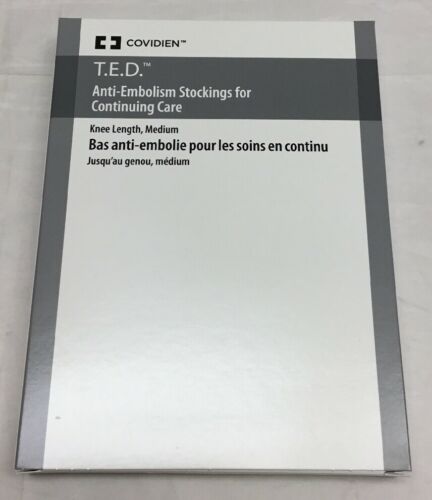 COVIDIEN™
T.E.D.™
Anti-Embolism Stockings for
Continuing Care
Knee Length, Medium
Bas anti-embolie pour les soins en continu
Jusqu'au genou, médium